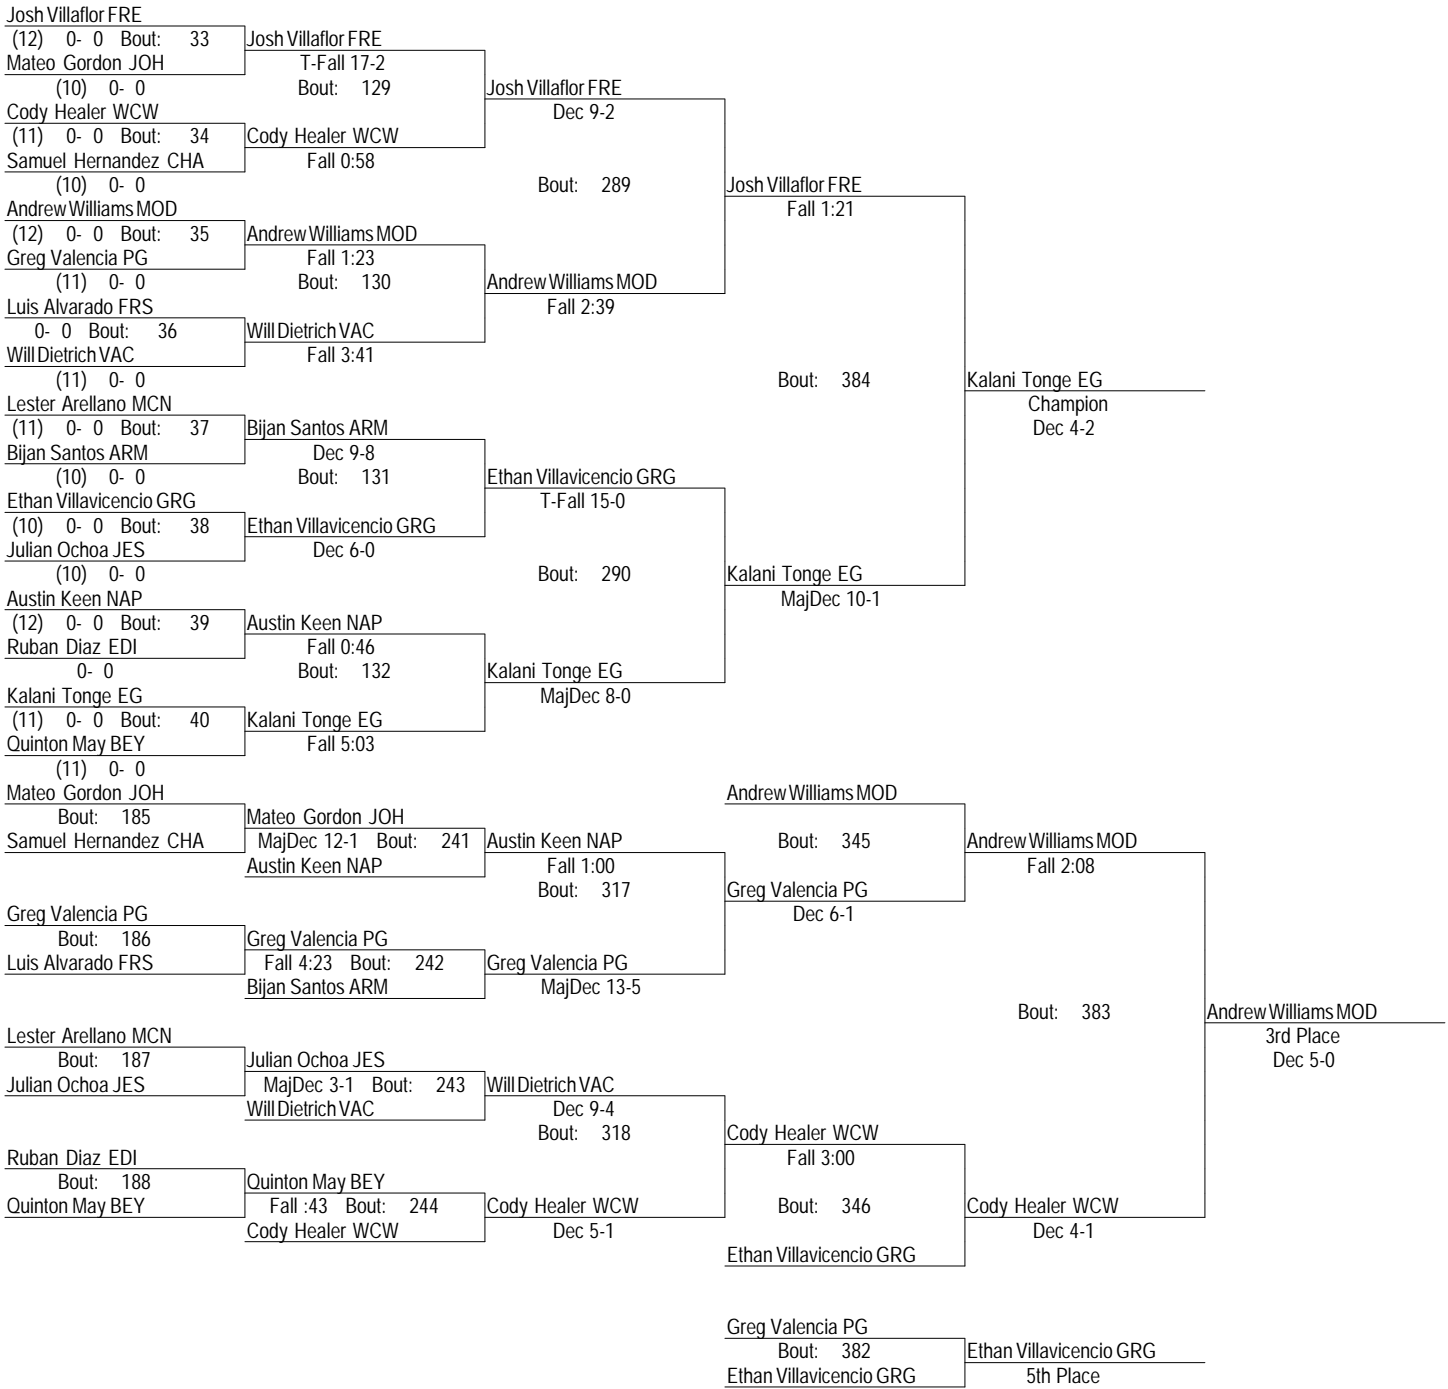 Josh Villaflor FRE
(12) 0- 0 Bout: 33 Josh Villaflor FRE
Mateo Gordon JOH T-Fall 17-2
(10) 0- 0 Bout: 129 Josh Villaflor FRE
Cody Healer WCW Dec 9-2
(11) 0- 0 Bout: 34 Cody Healer WCW
Samuel Hernandez CHA Fall 0:58
(10) 0- 0 Bout: 289 Josh Villaflor FRE
Andrew Williams MOD Fall 1:21
(12) 0- 0 Bout: 35 Andrew Williams MOD
Greg Valencia PG Fall 1:23
(11) 0- 0 Bout: 130 Andrew Williams MOD
Luis Alvarado FRS Fall 2:39
0- 0 Bout: 36 Will Dietrich VAC
Will Dietrich VAC Fall 3:41
(11) 0- 0 Bout: 384 Kalani Tonge EG
Lester Arellano MCN Champion
(11) 0- 0 Bout: 37 Bijan Santos ARM Dec 4-2
Bijan Santos ARM Dec 9-8
(10) 0- 0 Bout: 131 Ethan Villavicencio GRG
Ethan Villavicencio GRG T-Fall 15-0
(10) 0- 0 Bout: 38 Ethan Villavicencio GRG
Julian Ochoa JES Dec 6-0
(10) 0- 0 Bout: 290 Kalani Tonge EG
Austin Keen NAP MajDec 10-1
(12) 0- 0 Bout: 39 Austin Keen NAP
Ruban Diaz EDI Fall 0:46
0- 0 Bout: 132 Kalani Tonge EG
Kalani Tonge EG MajDec 8-0
(11) 0- 0 Bout: 40 Kalani Tonge EG
Quinton May BEY Fall 5:03
(11) 0- 0
Mateo Gordon JOH Andrew Williams MOD
Bout: 185 Mateo Gordon JOH
Samuel Hernandez CHA MajDec 12-1 Bout: 241 Austin Keen NAP Bout: 345 Andrew Williams MOD
Austin Keen NAP Fall 1:00 Fall 2:08
Bout: 317 Greg Valencia PG
Greg Valencia PG Dec 6-1
Bout: 186 Greg Valencia PG
Luis Alvarado FRS Fall 4:23 Bout: 242 Greg Valencia PG
Bijan Santos ARM MajDec 13-5
Bout: 383 Andrew Williams MOD
Lester Arellano MCN 3rd Place
Bout: 187 Julian Ochoa JES Dec 5-0
Julian Ochoa JES MajDec 3-1 Bout: 243 Will Dietrich VAC
Will Dietrich VAC Dec 9-4
Bout: 318 Cody Healer WCW
Ruban Diaz EDI Fall 3:00
Bout: 188 Quinton May BEY
Quinton May BEY Fall :43 Bout: 244 Cody Healer WCW Bout: 346 Cody Healer WCW
Cody Healer WCW Dec 5-1 Dec 4-1
Ethan Villavicencio GRG
Greg Valencia PG
Bout: 382 Ethan Villavicencio GRG
Ethan Villavicencio GRG 5th Place